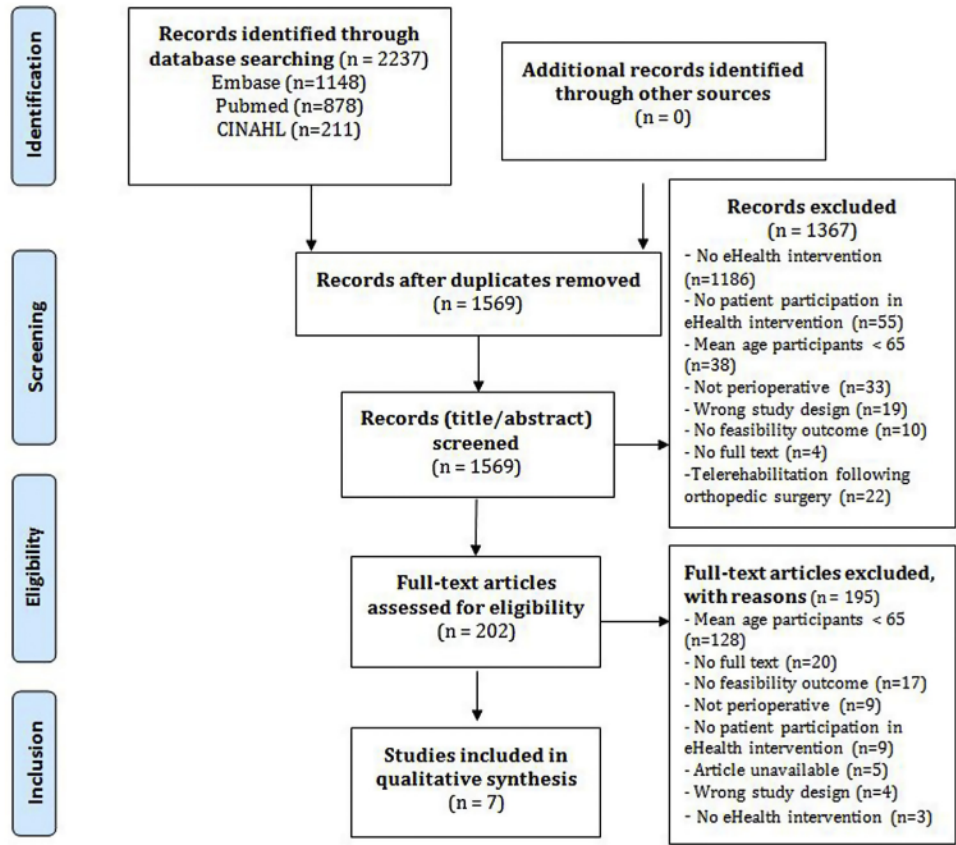 Identification
Records identified through
database searching (n = 2237)
Embase (n=1148)
Pubmed (n=878)
CINAHL (n=211)
Additional records identified
through other sources
(n = 0)
Screening
Records after duplicates removed
(n = 1569)
Records (title/abstract)
screened
(n = 1569)
Records excluded
(n = 1367)
- No eHealth intervention
(n=1186)
- No patient participation in
eHealth intervention (n=55)
- Mean age participants < 65
(n=38)
- Not perioperative (n=33)
- Wrong study design (n=19)
- No feasibility outcome (n=10)
- No full text (n=4)
-Telerehabilitation following
orthopedic surgery (n=22)
Eligibility
Full-text articles
assessed for eligibility
(n = 202)
Full-text articles excluded,
with reasons (n = 195)
- Mean age participants < 65
(n=128)
- No full text (n=20)
- No feasibility outcome (n=17)
- Not perioperative (n=9)
- No patient participation in
eHealth intervention (n=9)
- Article unavailable (n=5)
- Wrong study design (n=4)
- No eHealth intervention (n=3)
Inclusion
Studies included in
qualitative synthesis
(n = 7)